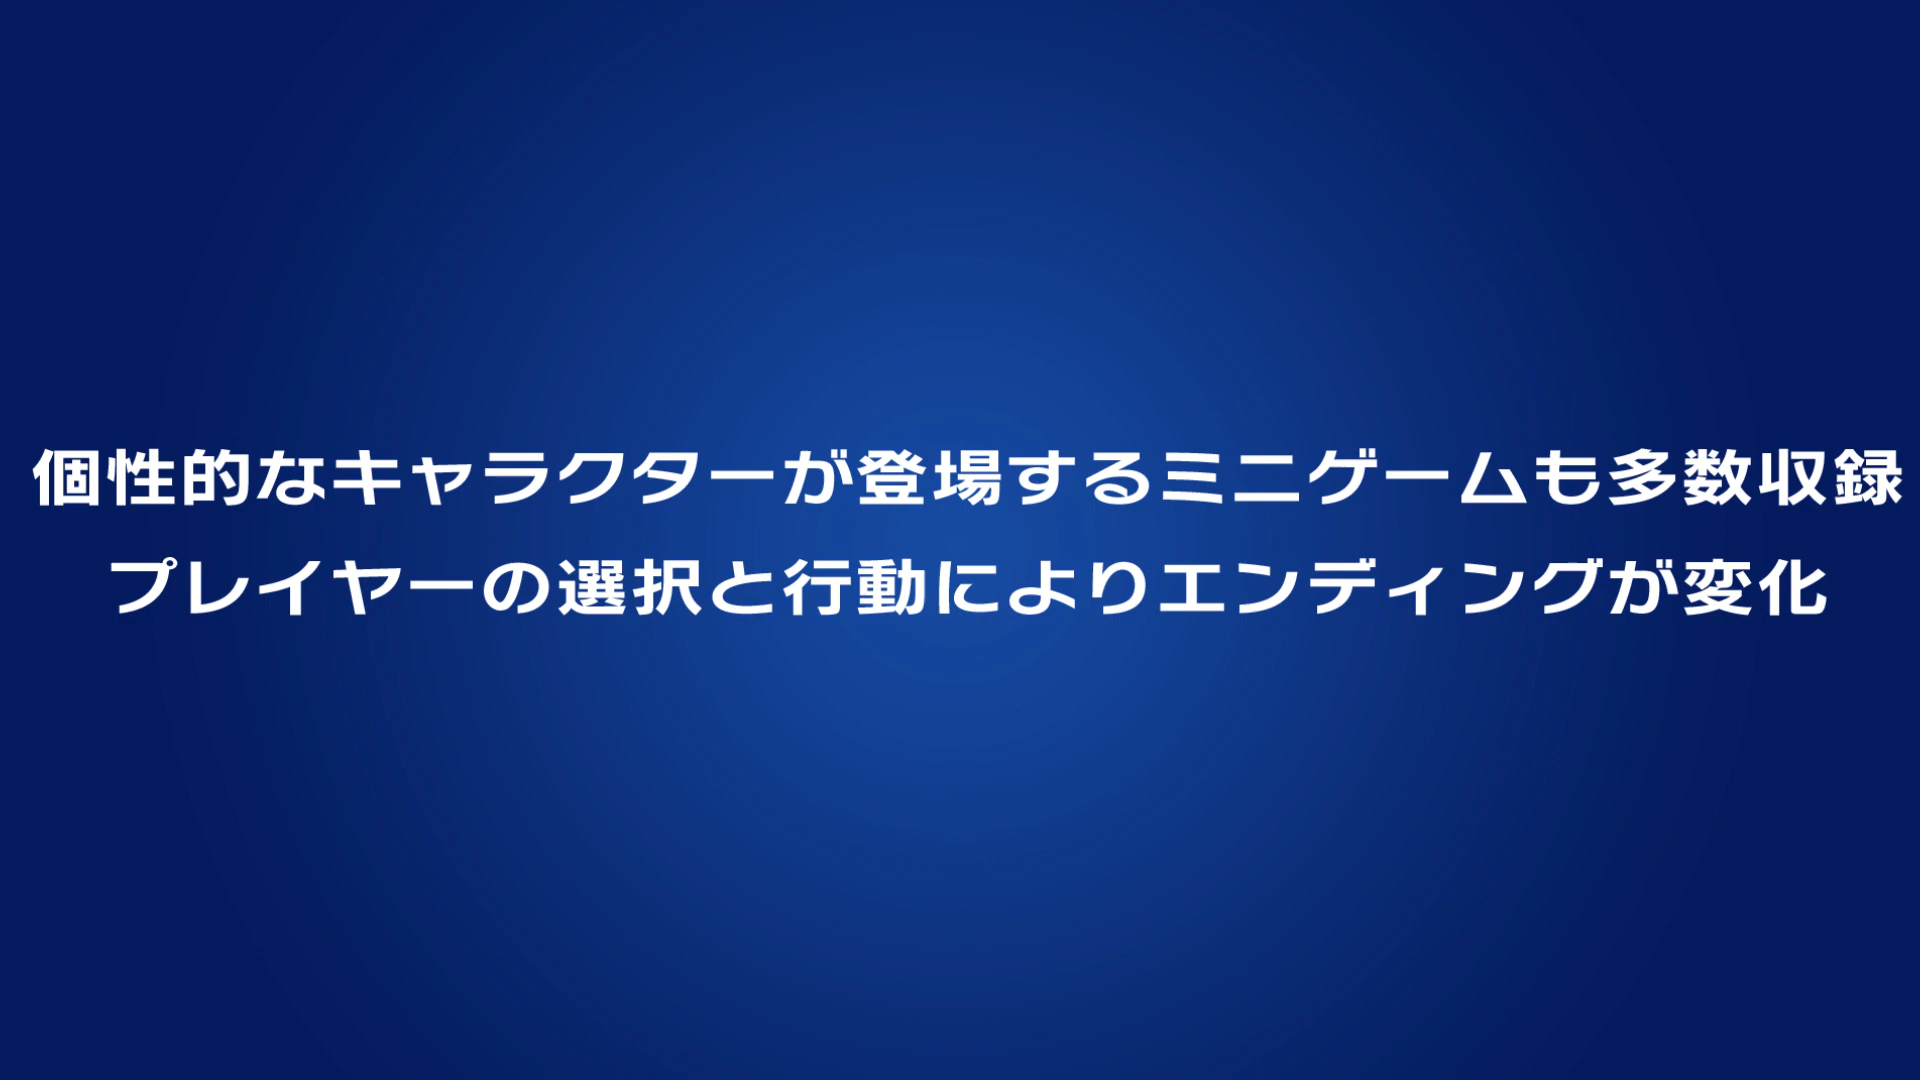 個性的なキャラクターが登場するミニゲームも多数収録
プレイヤーの選択と行動によりエンディングが変化